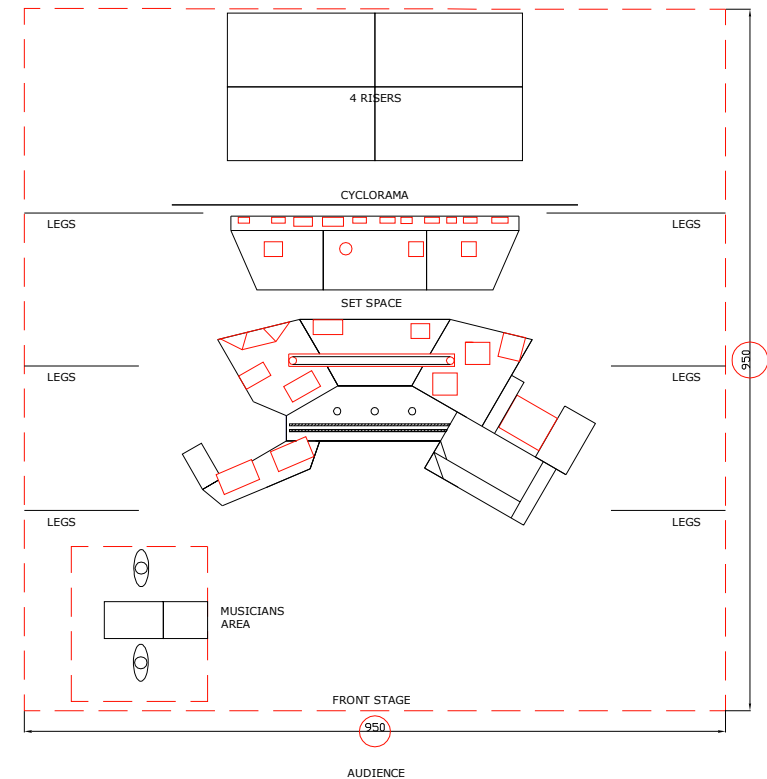 4 RISERS
CYCLORAMA
LEGS
LEGS
SET SPACE
950
LEGS
LEGS
LEGS
LEGS
MUSICIANS
AREA
FRONT STAGE
950
AUDIENCE